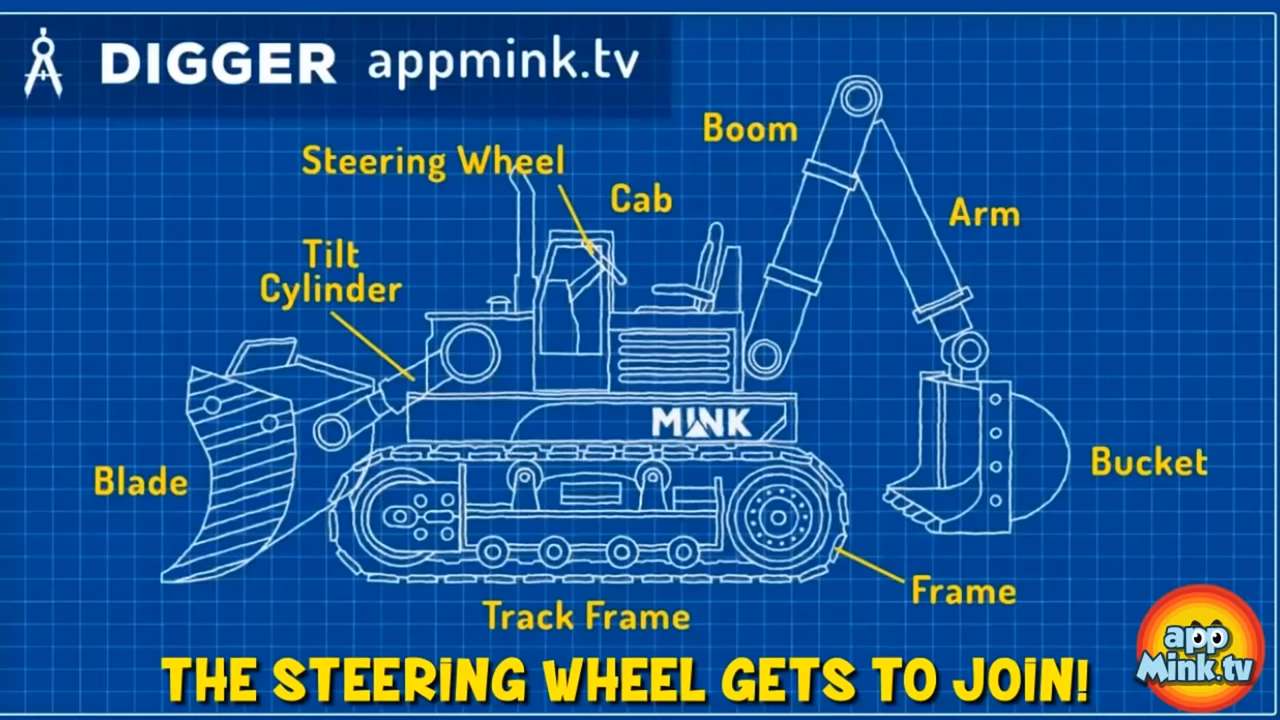 DIGGER appmink.tv
Boom
Steering Wheel
Cab
Arm
Tilt
Cylinder
MINK
Blade
Bucket
Frame
Track Frame
THE STEERING WHEEL GETS TO JOIN!
app
Mink.tv